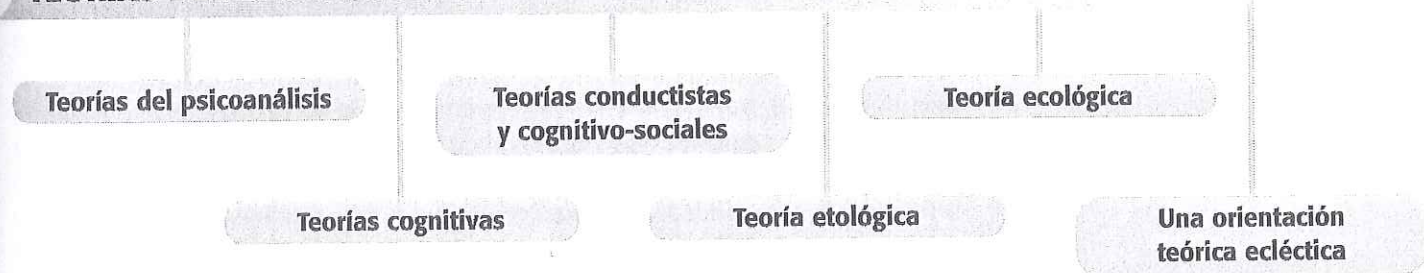 Teorías del psicoanálisis
Teorías conductistas
y cognitivo-sociales
Teoría ecológica
Teorías cognitivas
Teoría etológica
Una orientación
teórica ecléctica